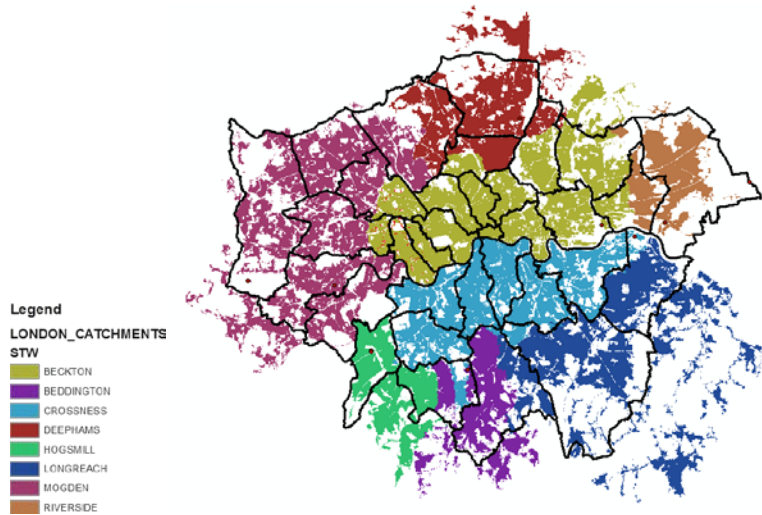 Legend
LONDON_CATCHMENTS
STW
BECKTON
BEDDINGTON
CROSSNESS
DEEPHAMS
HOGSMILL
LONGREACH
MOGDEN
RIVERSIDE